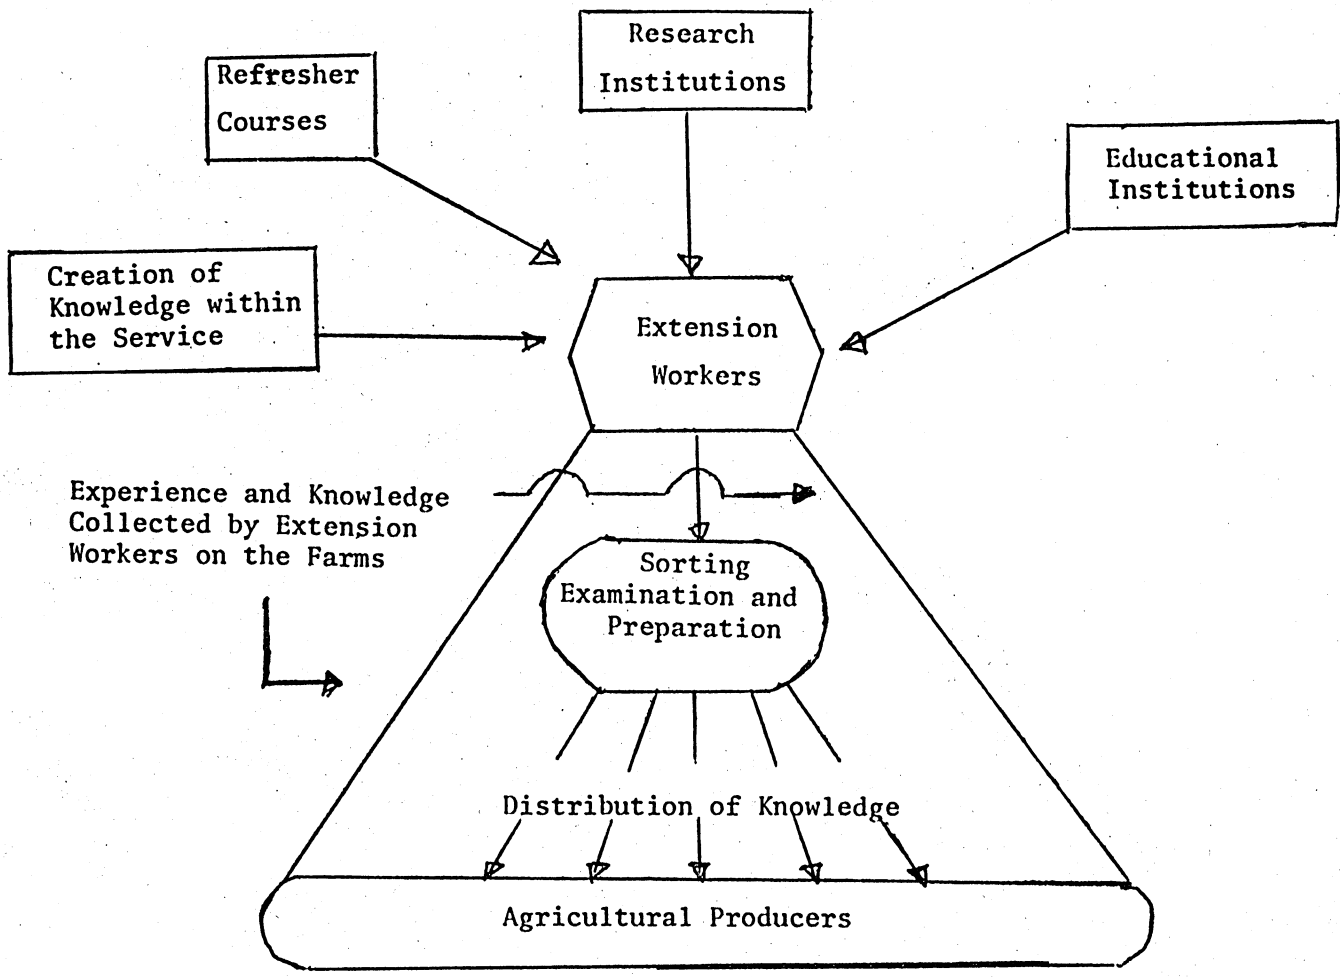 Research
Institutions
Refresher
Courses
Educational
Institutions
Creation of
Knowledge within
the Service
Extension
Workers
Experience and Knowledge
Collected by Extension
Workers on the Farms
Sorting
Examination and
Preparation
Distribution of Knowledge
Agricultural Producers